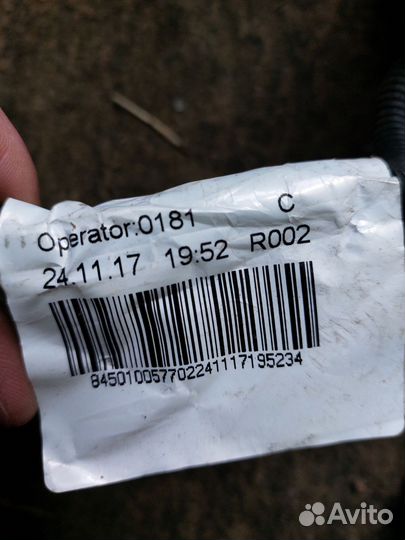 Operator:0181 C
24.11.17 19:52 R002
845010057702241117195234
Avito